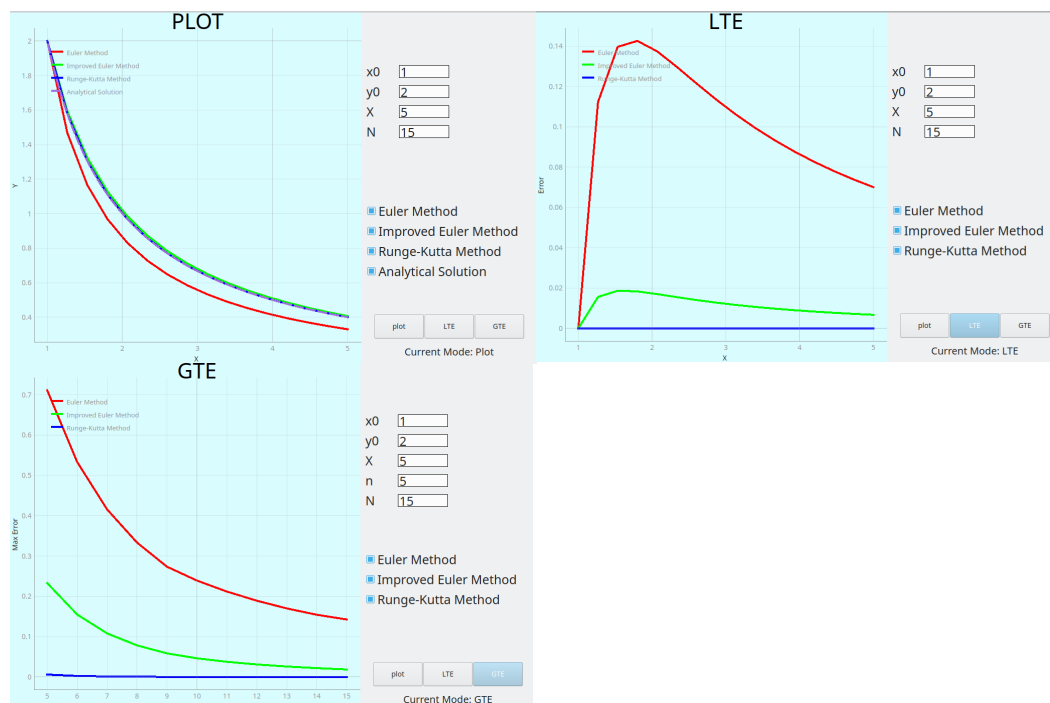 PLOT
2
1.8
1.6
1.4
1.2
1
0.8
0.6
0.4
Y
1
2
3
4
5
X
Euler Method
Improved Euler Method
Runge-Kutta Method
Analytical Solution
x0 1
y0 2
X 5
N 15
Euler Method
Improved Euler Method
Runge-Kutta Method
Analytical Solution
plot LTE GTE
Current Mode: Plot
LTE
0.14
0.12
0.1
0.08
0.06
0.04
0.02
0
Error
1
2
3
4
5
X
Euler Method
Improved Euler Method
Runge-Kutta Method
x0 1
y0 2
X 5
N 15
Euler Method
Improved Euler Method
Runge-Kutta Method
plot LTE GTE
Current Mode: LTE
GTE
0.7
0.6
0.5
0.4
0.3
0.2
0.1
0
Max Error
5 6 7 8 9 10 11 12 13 14 15
Euler Method
Improved Euler Method
Runge-Kutta Method
x0 1
y0 2
X 5
n 5
N 15
Euler Method
Improved Euler Method
Runge-Kutta Method
plot LTE GTE
Current Mode: GTE